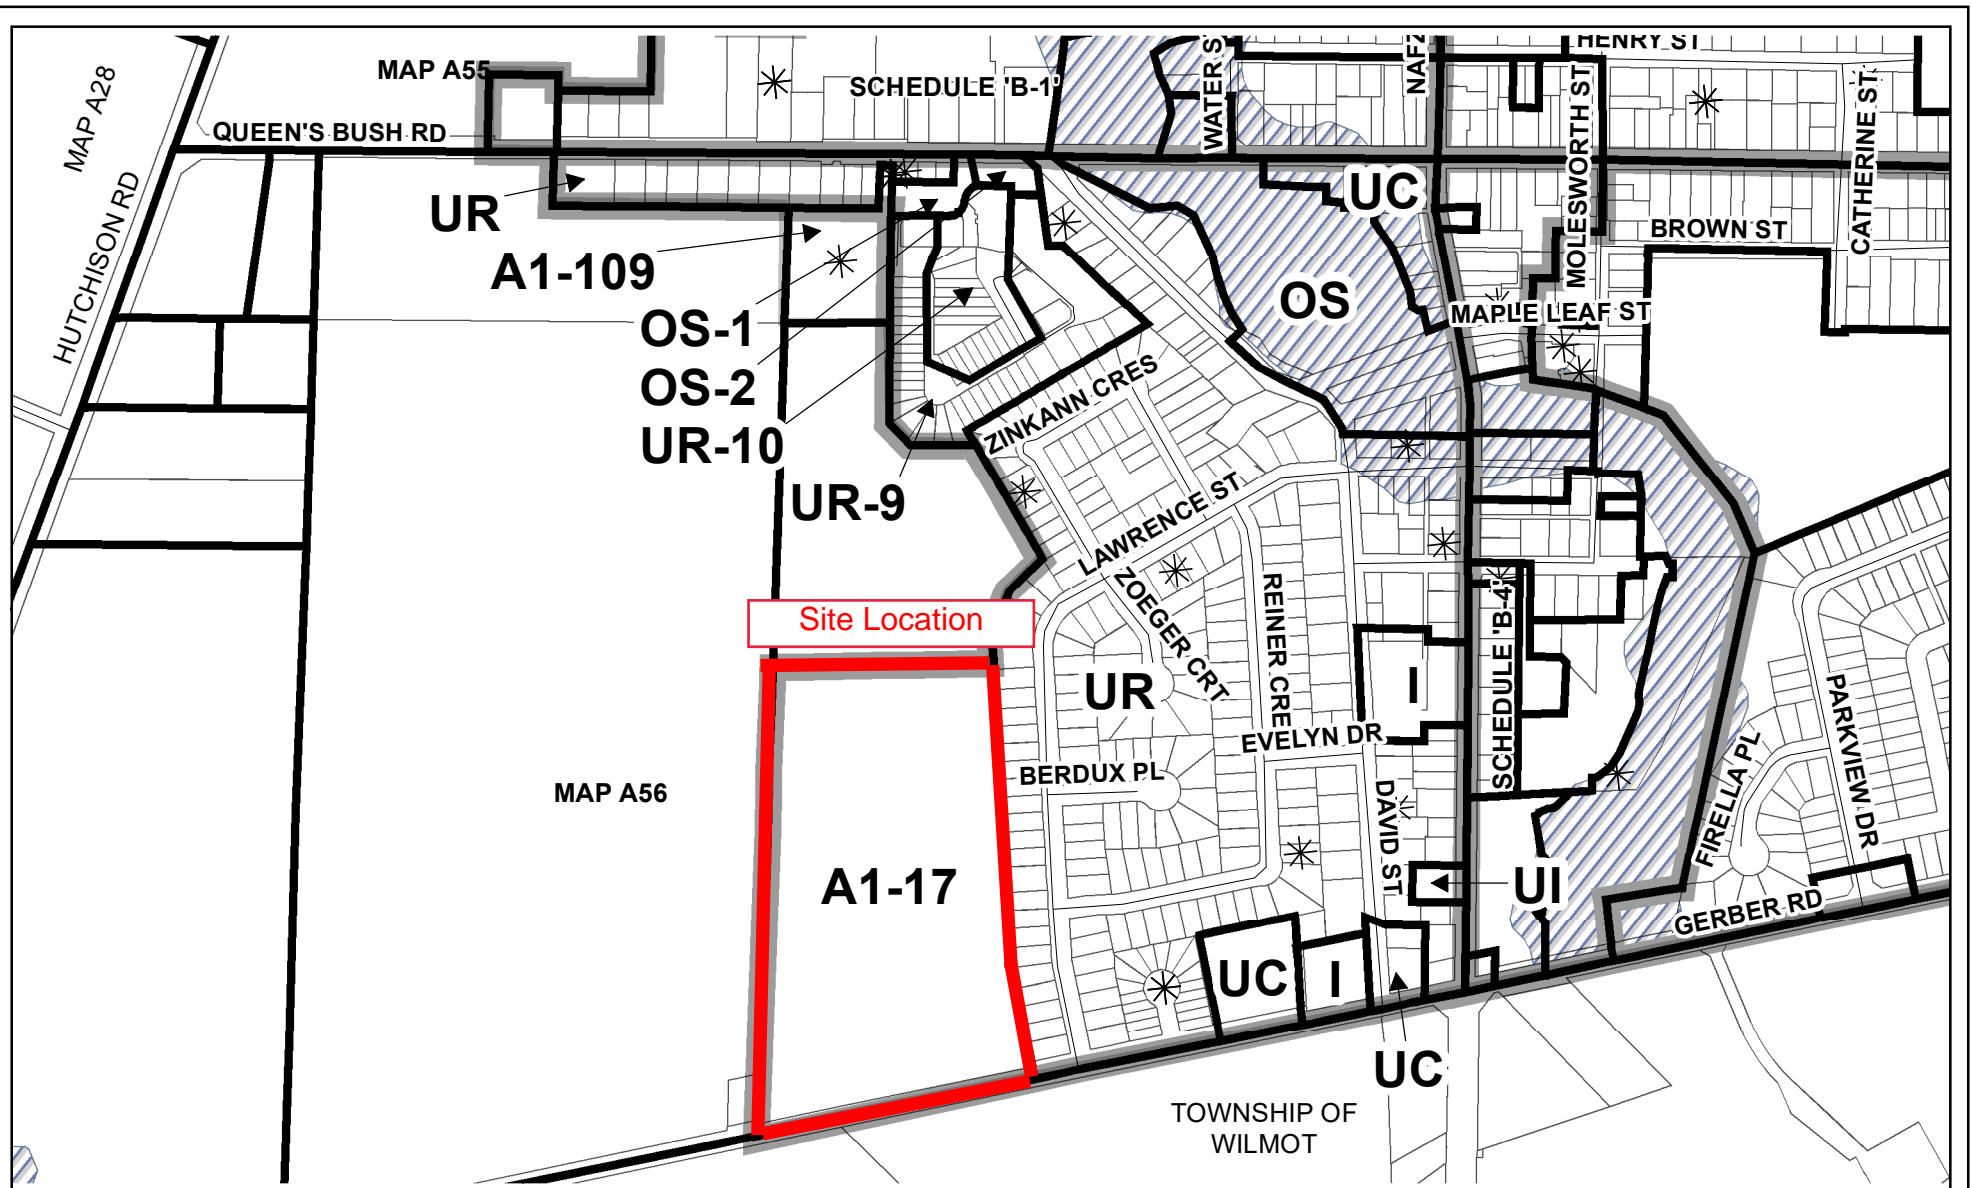 HENRY ST
MAP A55
SCHEDULE 'B-1'
WATER S
NAFZ
MOLESWORTH ST
CATHERINE ST
MAP A28
QUEEN'S BUSH RD
HUTCHISON RD
UR
UC
BROWN ST
A1-109
OS
OS-1
MAPLE LEAF ST
OS-2
UR-10
ZINKANN CRES
UR-9
LAWRENCE ST
ZOEGER CRT
REINER CRE
SCHEDULE 'B-4'
Site Location
UR
I
PARKVIEW DR
EVELYN DR
BERDUX PL
FIRELLA PL
MAP A56
DAVID ST
A1-17
UI
GERBER RD
UC
I
UC
TOWNSHIP OF
WILMOT